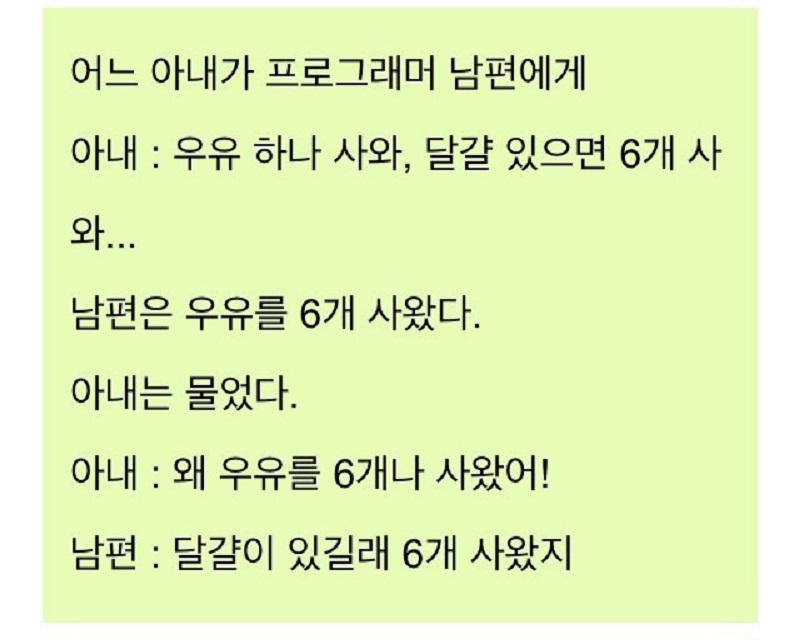 어느 아내가 프로그래머 남편에게
아내 : 우유 하나 사와, 달걀 있으면 6개 사
와...
남편은 우유를 6개 사왔다.
아내는 물었다.
아내 : 왜 우유를 6개나 사왔어!
남편 : 달걀이 있길래 6개 사왔지